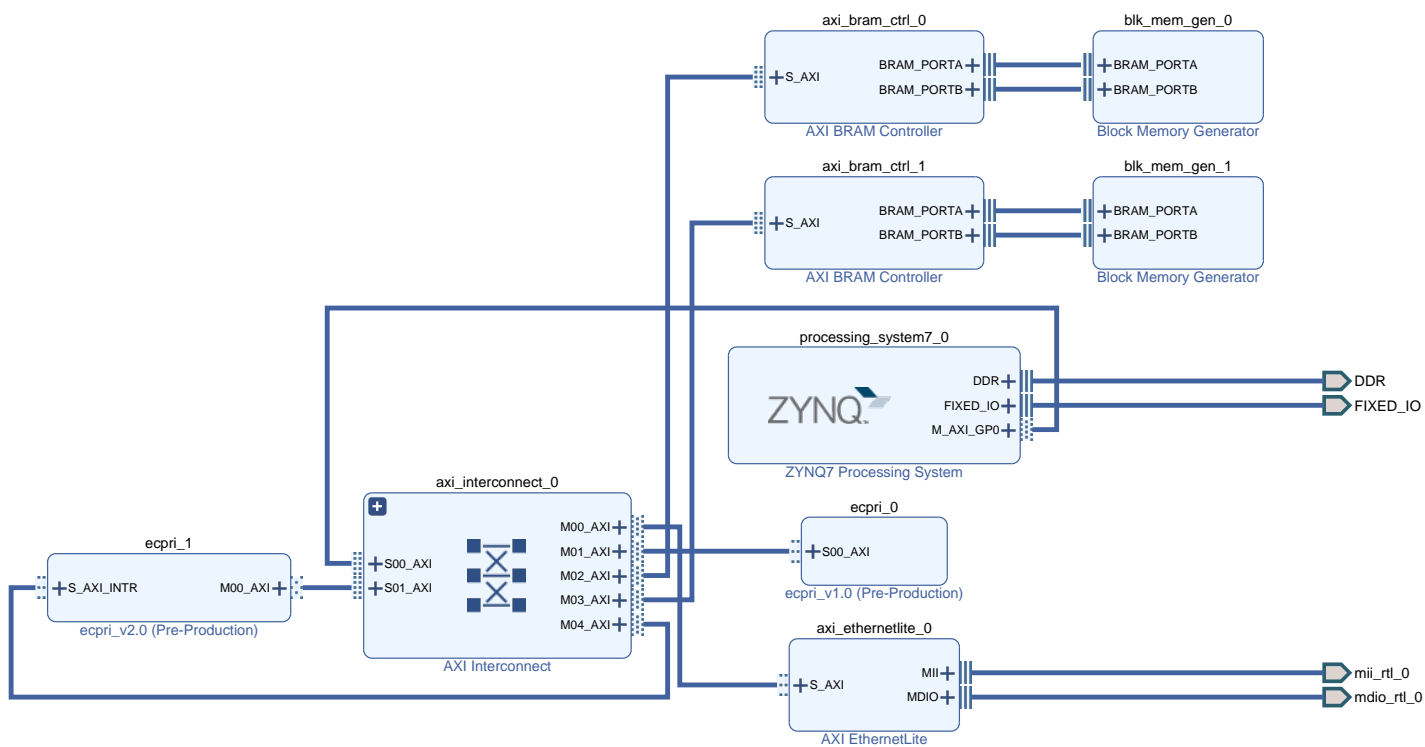 axi_bram_ctrl_0
S_AXI
BRAM_PORTA
BRAM_PORTB
AXI BRAM Controller
blk_mem_gen_0
BRAM_PORTA
BRAM_PORTB
Block Memory Generator
axi_bram_ctrl_1
S_AXI
BRAM_PORTA
BRAM_PORTB
AXI BRAM Controller
blk_mem_gen_1
BRAM_PORTA
BRAM_PORTB
Block Memory Generator
processing_system7_0
ZYNQ
DDR
FIXED_IO
M_AXI_GP0
ZYNQ7 Processing System
DDR
FIXED_IO
axi_interconnect_0
S00_AXI
S01_AXI
M00_AXI
M01_AXI
M02_AXI
M03_AXI
M04_AXI
AXI Interconnect
ecpri_1
S_AXI_INTR
M00_AXI
ecpri_v2.0 (Pre-Production)
ecpri_0
S00_AXI
ecpri_v1.0 (Pre-Production)
axi_ethernetlite_0
S_AXI
MII
MDIO
AXI EthernetLite
mii_rtl_0
mdio_rtl_0